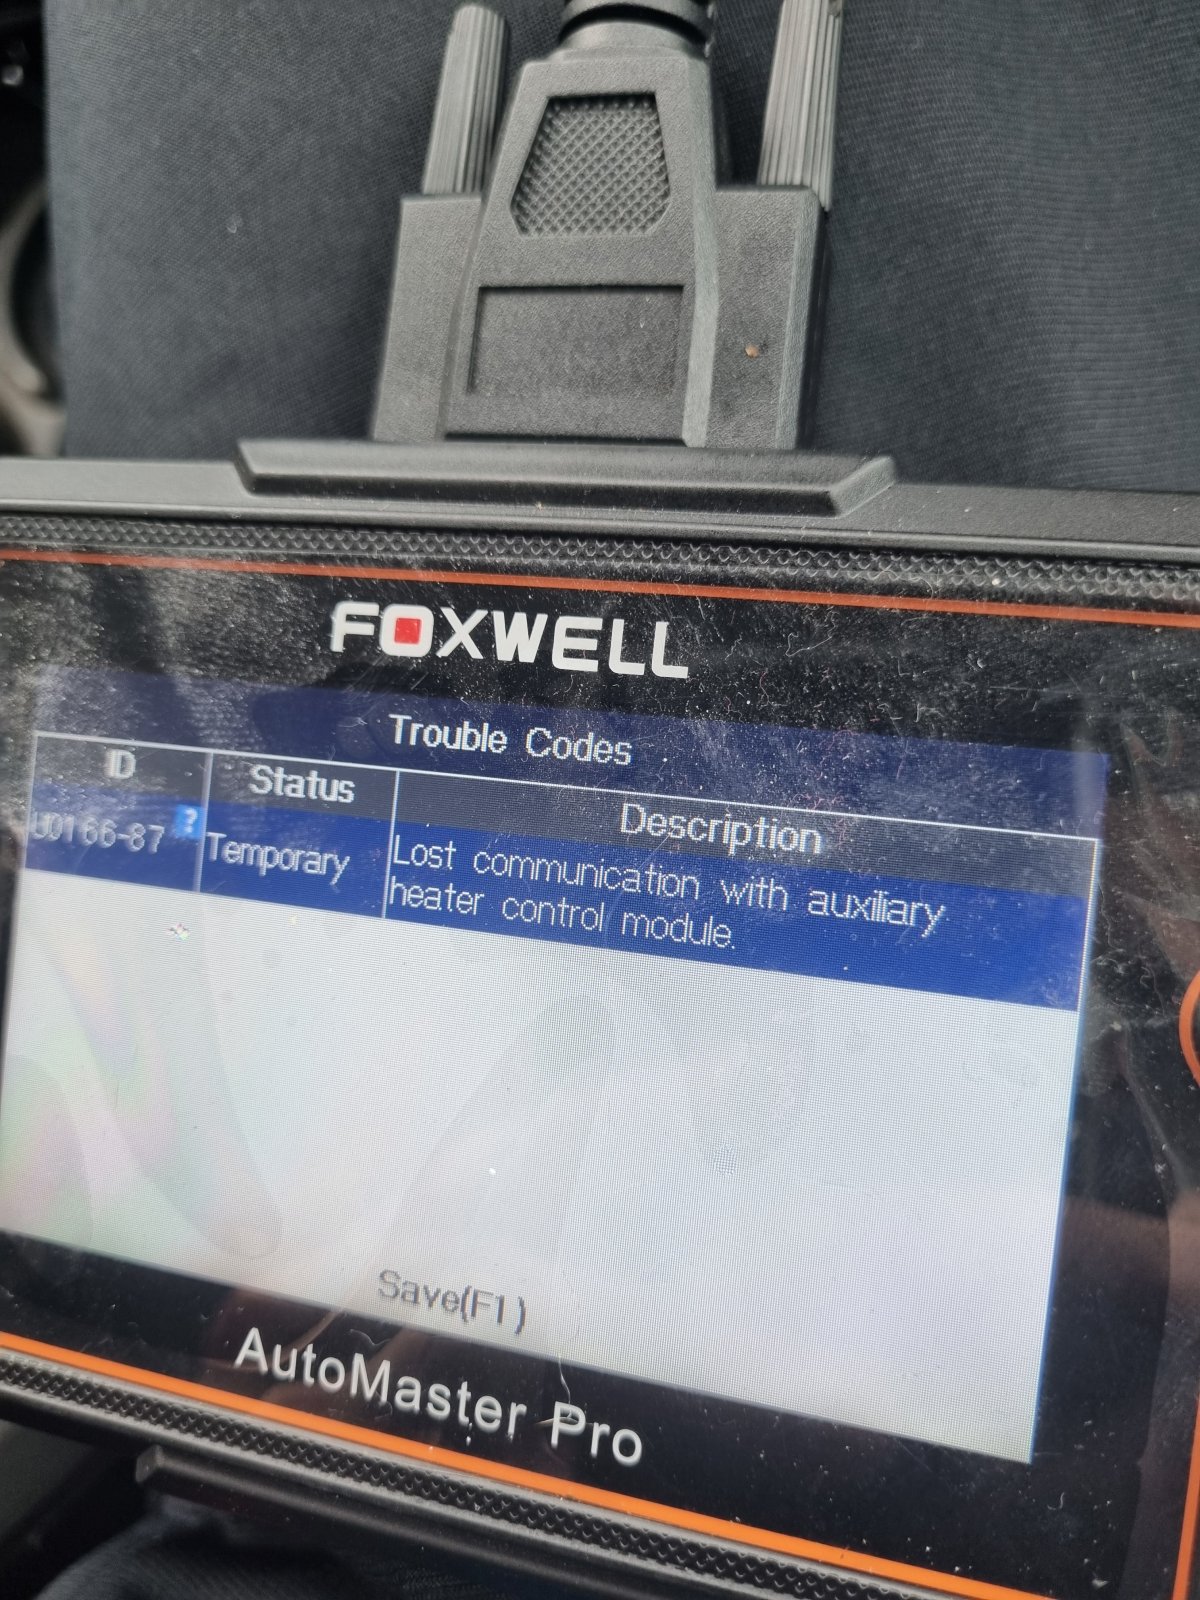 FOXWELL
Trouble Codes
ID Status Description
U0166-87 ? Temporary Lost communication with auxiliary
heater control module.
Save(F1)
AutoMaster Pro